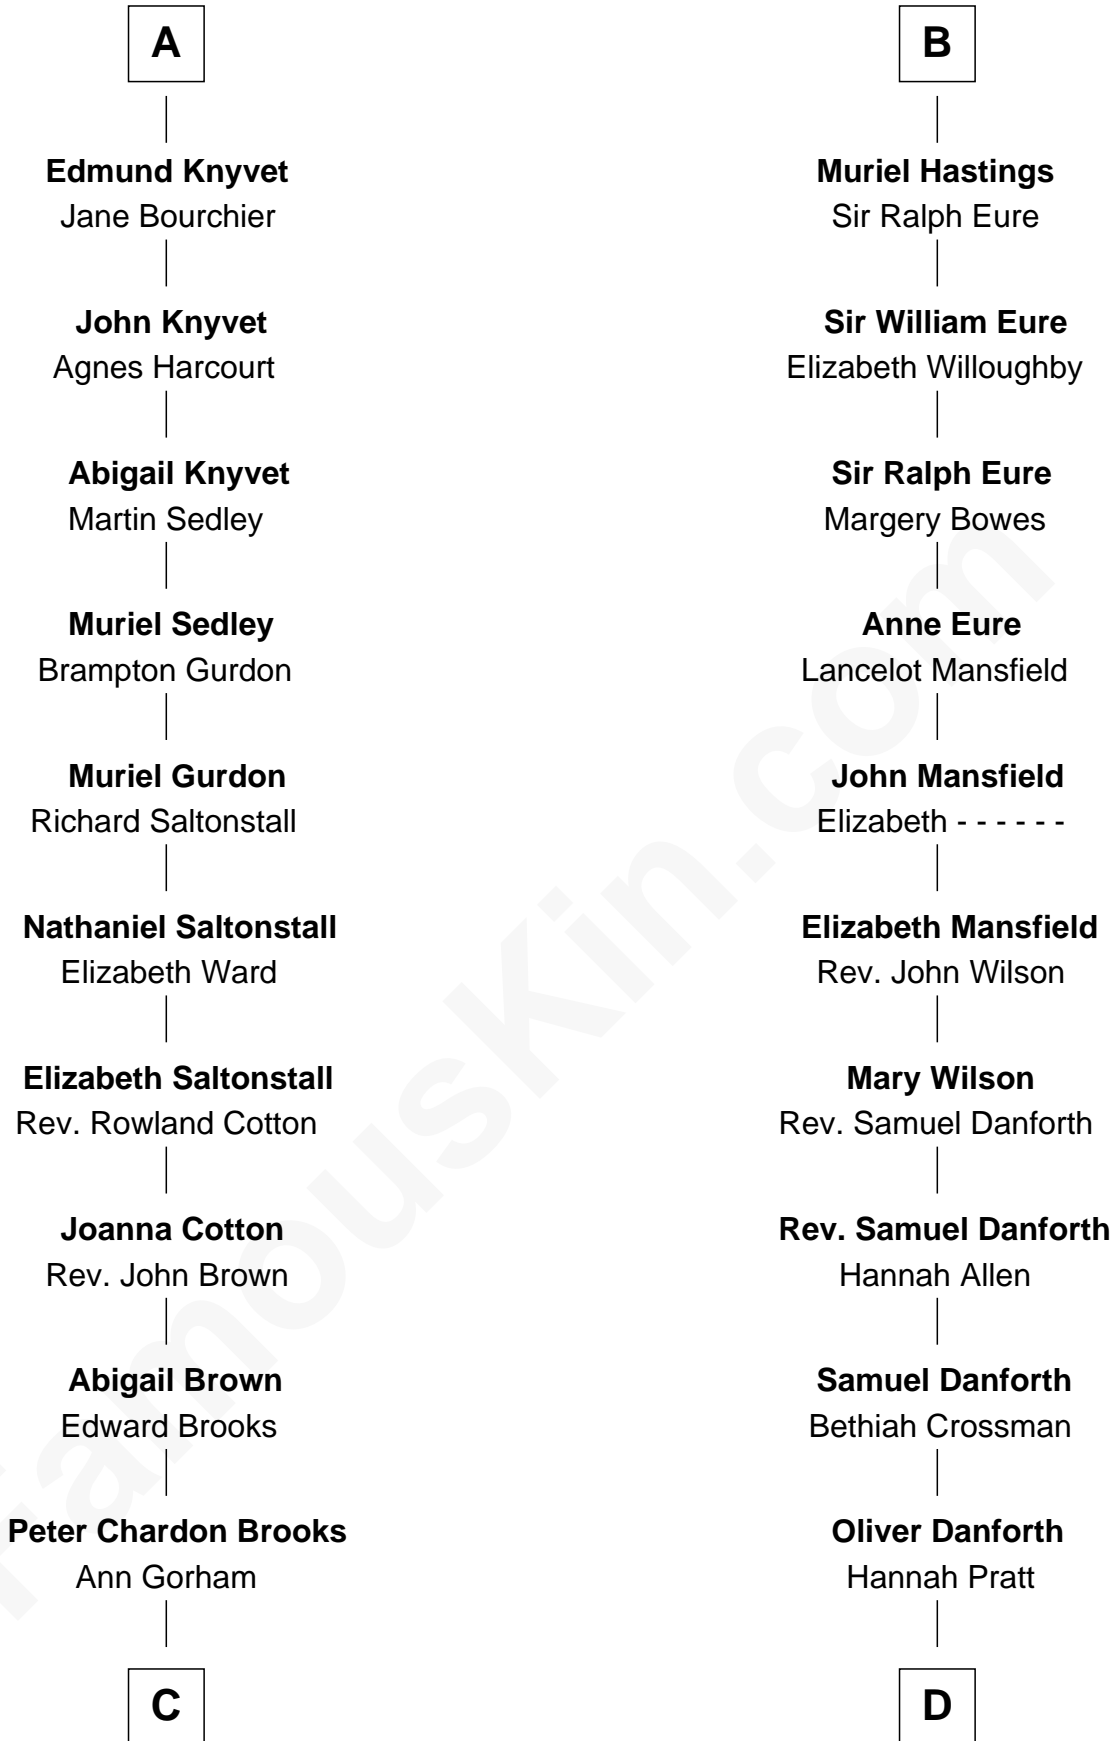 A
Edmund Knyvet
Jane Bourchier
John Knyvet
Agnes Harcourt
Abigail Knyvet
Martin Sedley
Muriel Sedley
Brampton Gurdon
Muriel Gurdon
Richard Saltonstall
Nathaniel Saltonstall
Elizabeth Ward
Elizabeth Saltonstall
Rev. Rowland Cotton
Joanna Cotton
Rev. John Brown
Abigail Brown
Edward Brooks
Peter Chardon Brooks
Ann Gorham
C
B
Muriel Hastings
Sir Ralph Eure
Sir William Eure
Elizabeth Willoughby
Sir Ralph Eure
Margery Bowes
Anne Eure
Lancelot Mansfield
John Mansfield
Elizabeth - - - - - -
Elizabeth Mansfield
Rev. John Wilson
Mary Wilson
Rev. Samuel Danforth
Rev. Samuel Danforth
Hannah Allen
Samuel Danforth
Bethiah Crossman
Oliver Danforth
Hannah Pratt
D
FamousKin.com